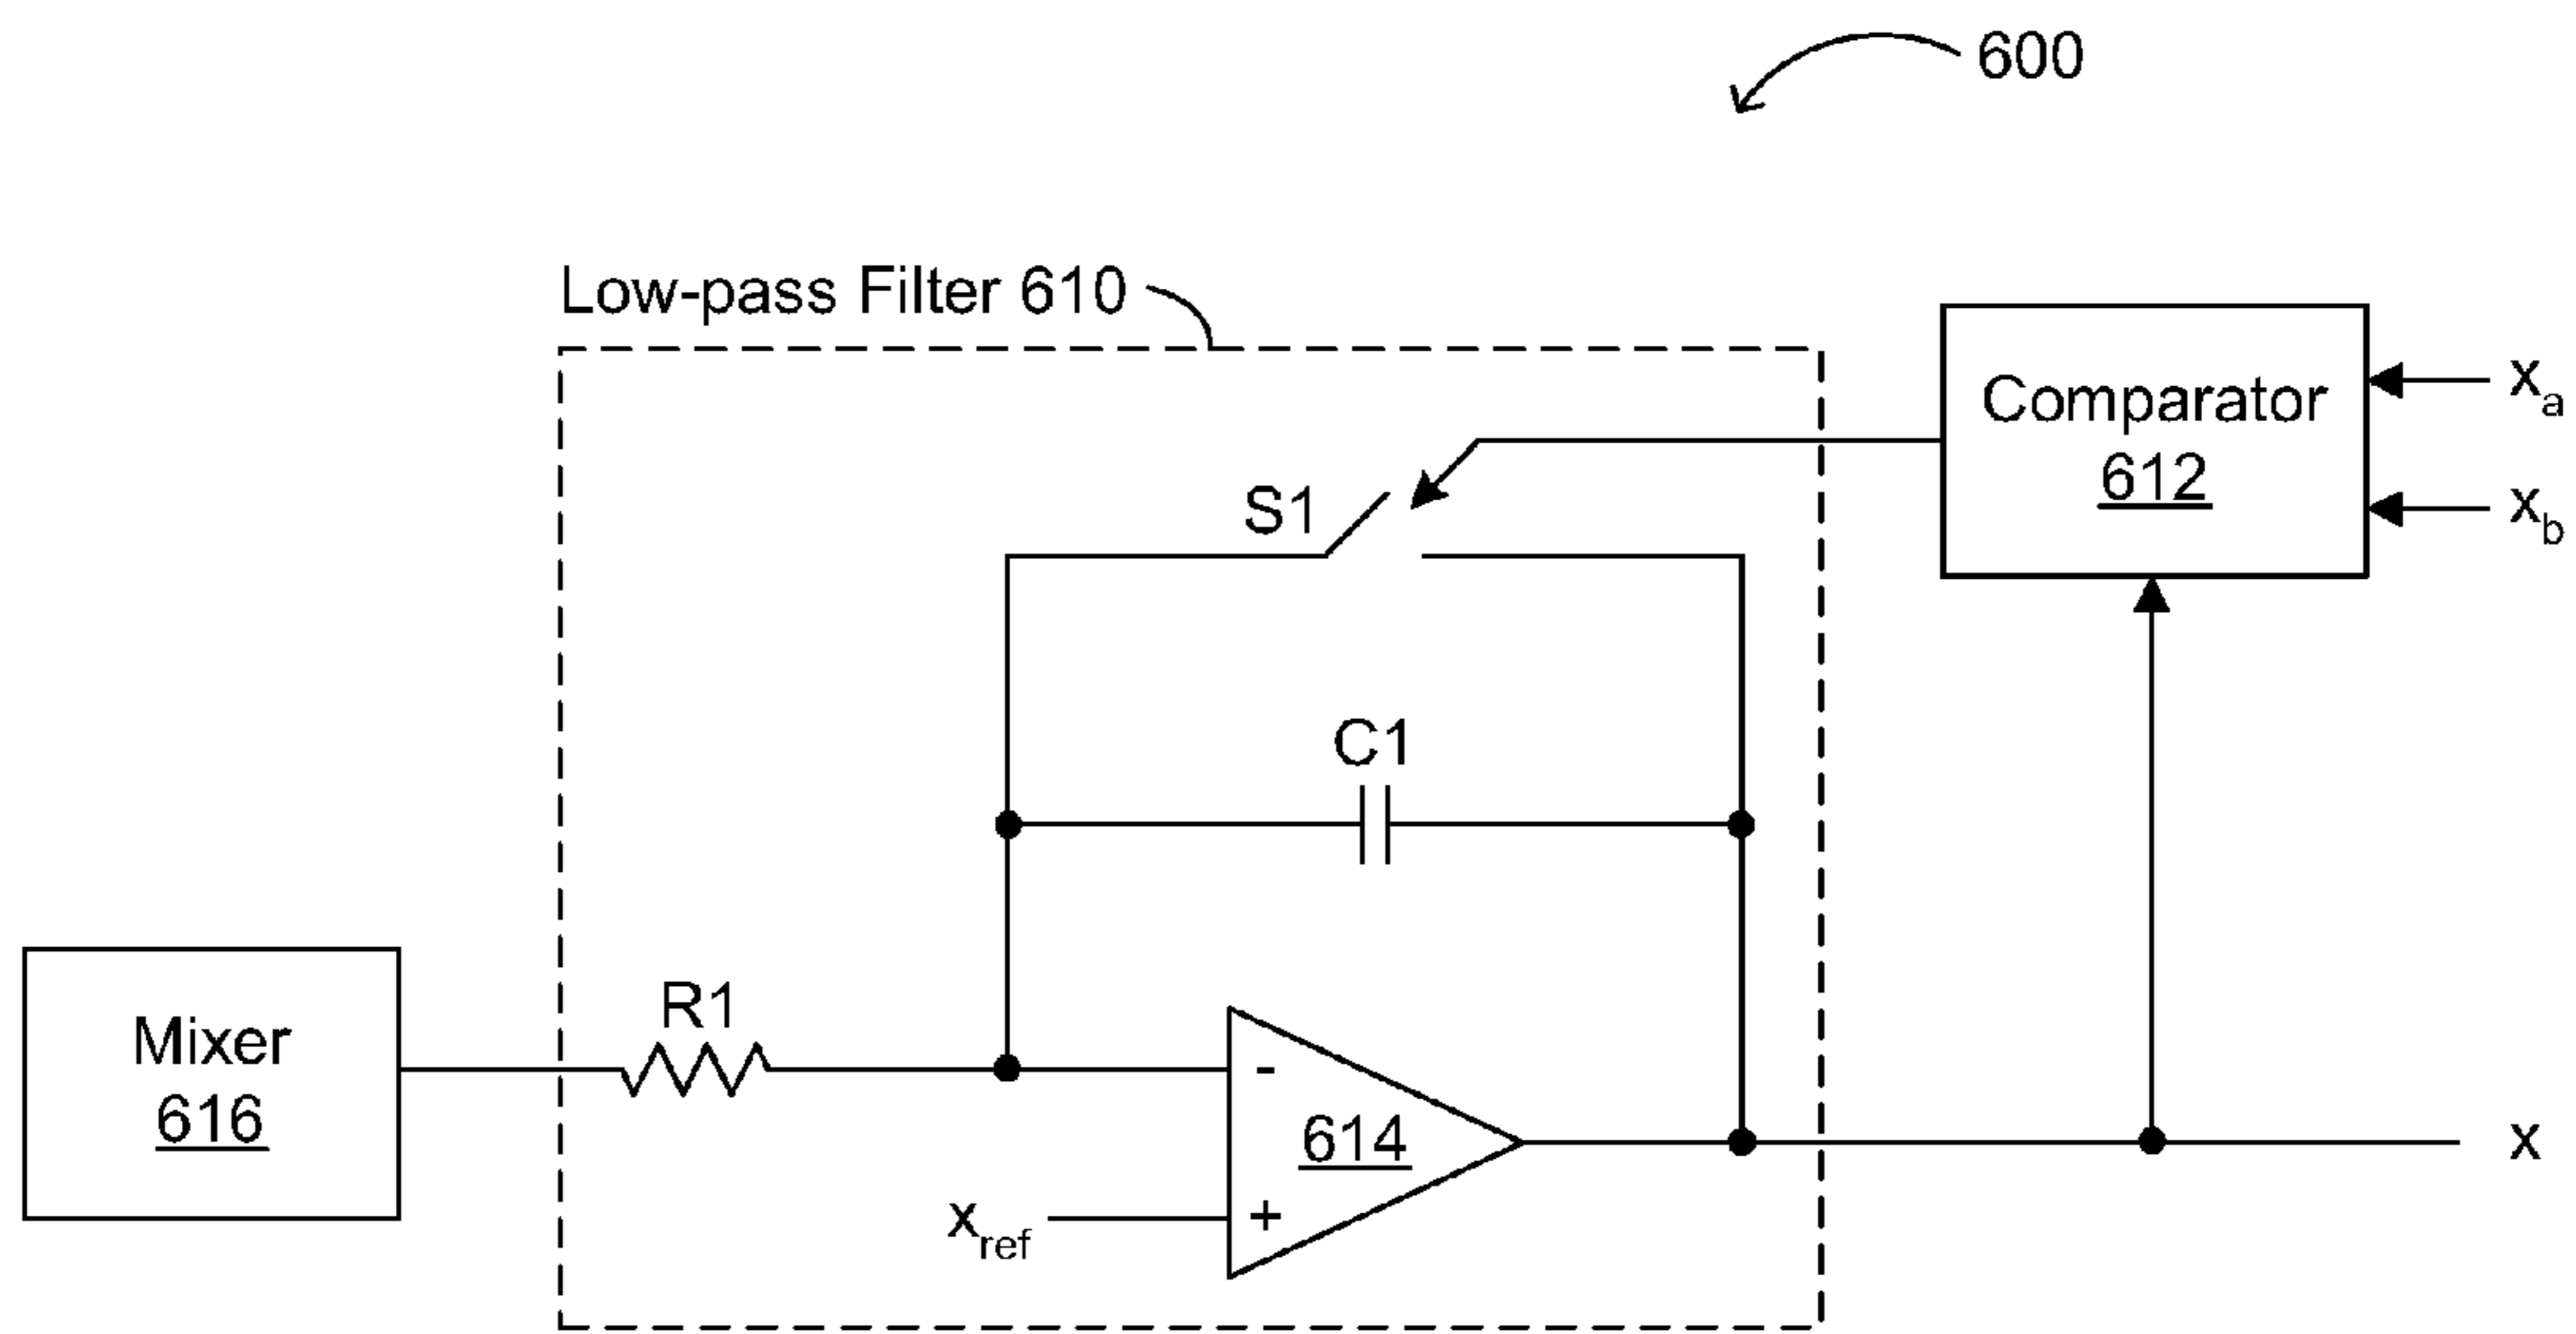 600
Low-pass Filter 610
Comparator
612
xa
xb
S1
C1
R1
Mixer
616
-
614
+
xref
x